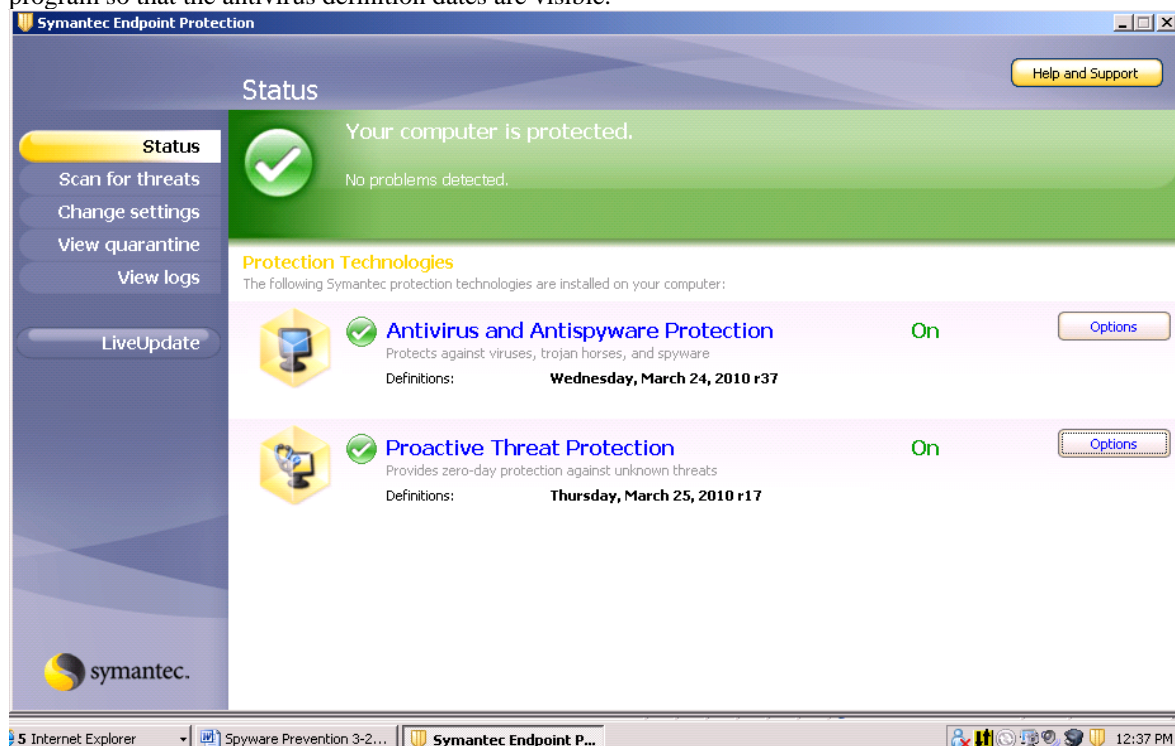 program so that the antivirus definition dates are visible.
Symantec Endpoint Protection
Status
Help and Support
Your computer is protected.
No problems detected.
Status
Scan for threats
Change settings
View quarantine
View logs
LiveUpdate
Protection Technologies
The following Symantec protection technologies are installed on your computer:
Antivirus and Antispyware Protection On Options
Protects against viruses, trojan horses, and spyware
Definitions: Wednesday, March 24, 2010 r37
Proactive Threat Protection On Options
Provides zero-day protection against unknown threats
Definitions: Thursday, March 25, 2010 r17
symantec.
5 Internet Explorer Spyware Prevention 3-2... Symantec Endpoint P... 12:37 PM